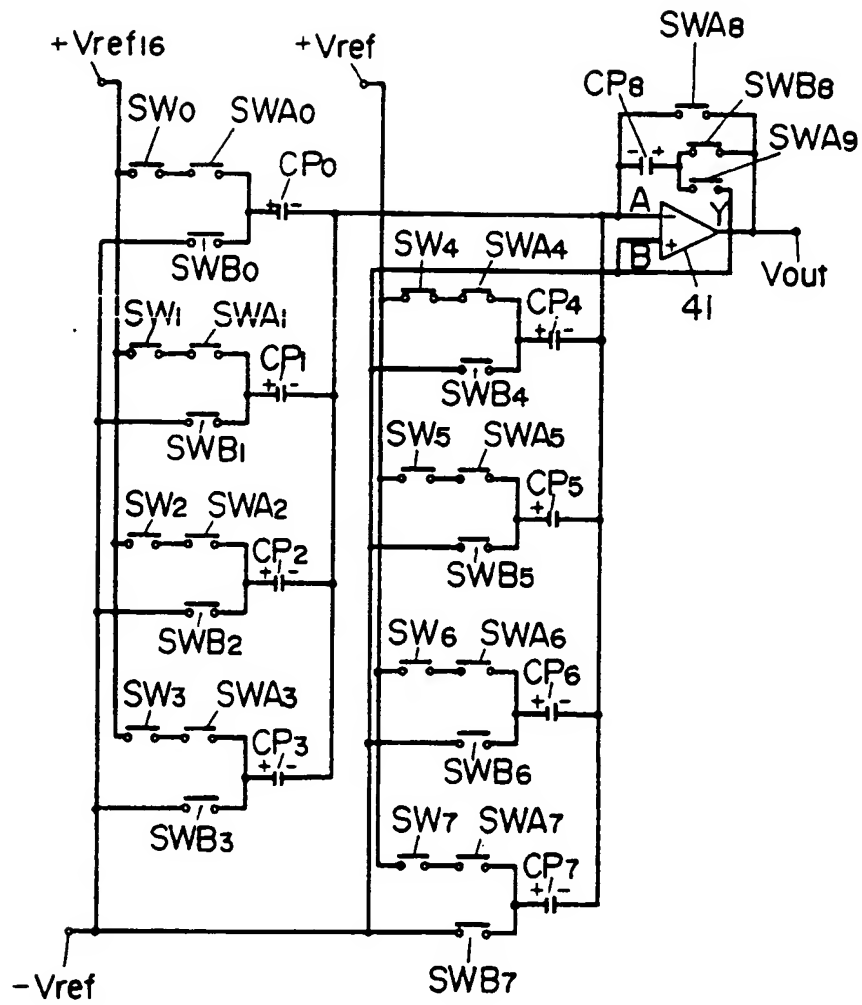 SWA8
+Vref16
+Vref
CP8
SWB8
SW0
SWA0
SWA9
- +
CP0
+ -
A
-
Y
B
+
SWB0
SW4
SWA4
Vout
SW1
SWA1
CP4
41
+ -
CP1
+ -
SWB4
SWB1
SW5
SWA5
SW2
SWA2
CP5
+
CP2
+ -
SWB5
SWB2
SW6
SWA6
SW3
SWA3
CP6
+ -
CP3
+ -
SWB6
SWB3
SW7
SWA7
CP7
+ -
-Vref
SWB7